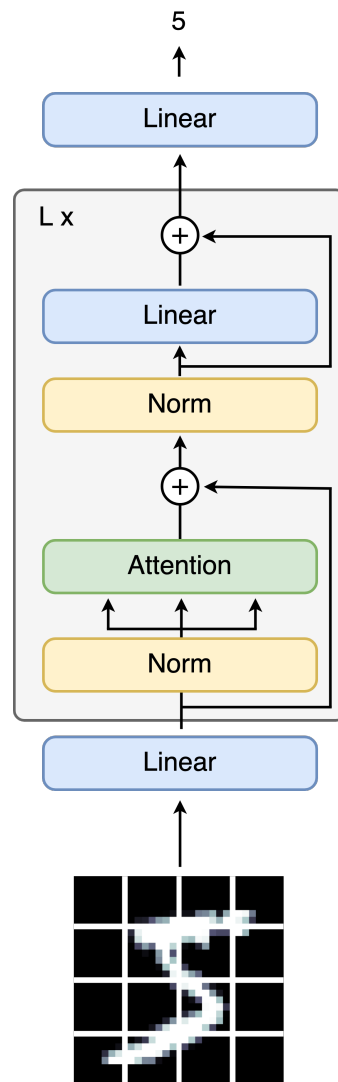 5
Linear
L x
+
Linear
Norm
+
Attention
Norm
Linear